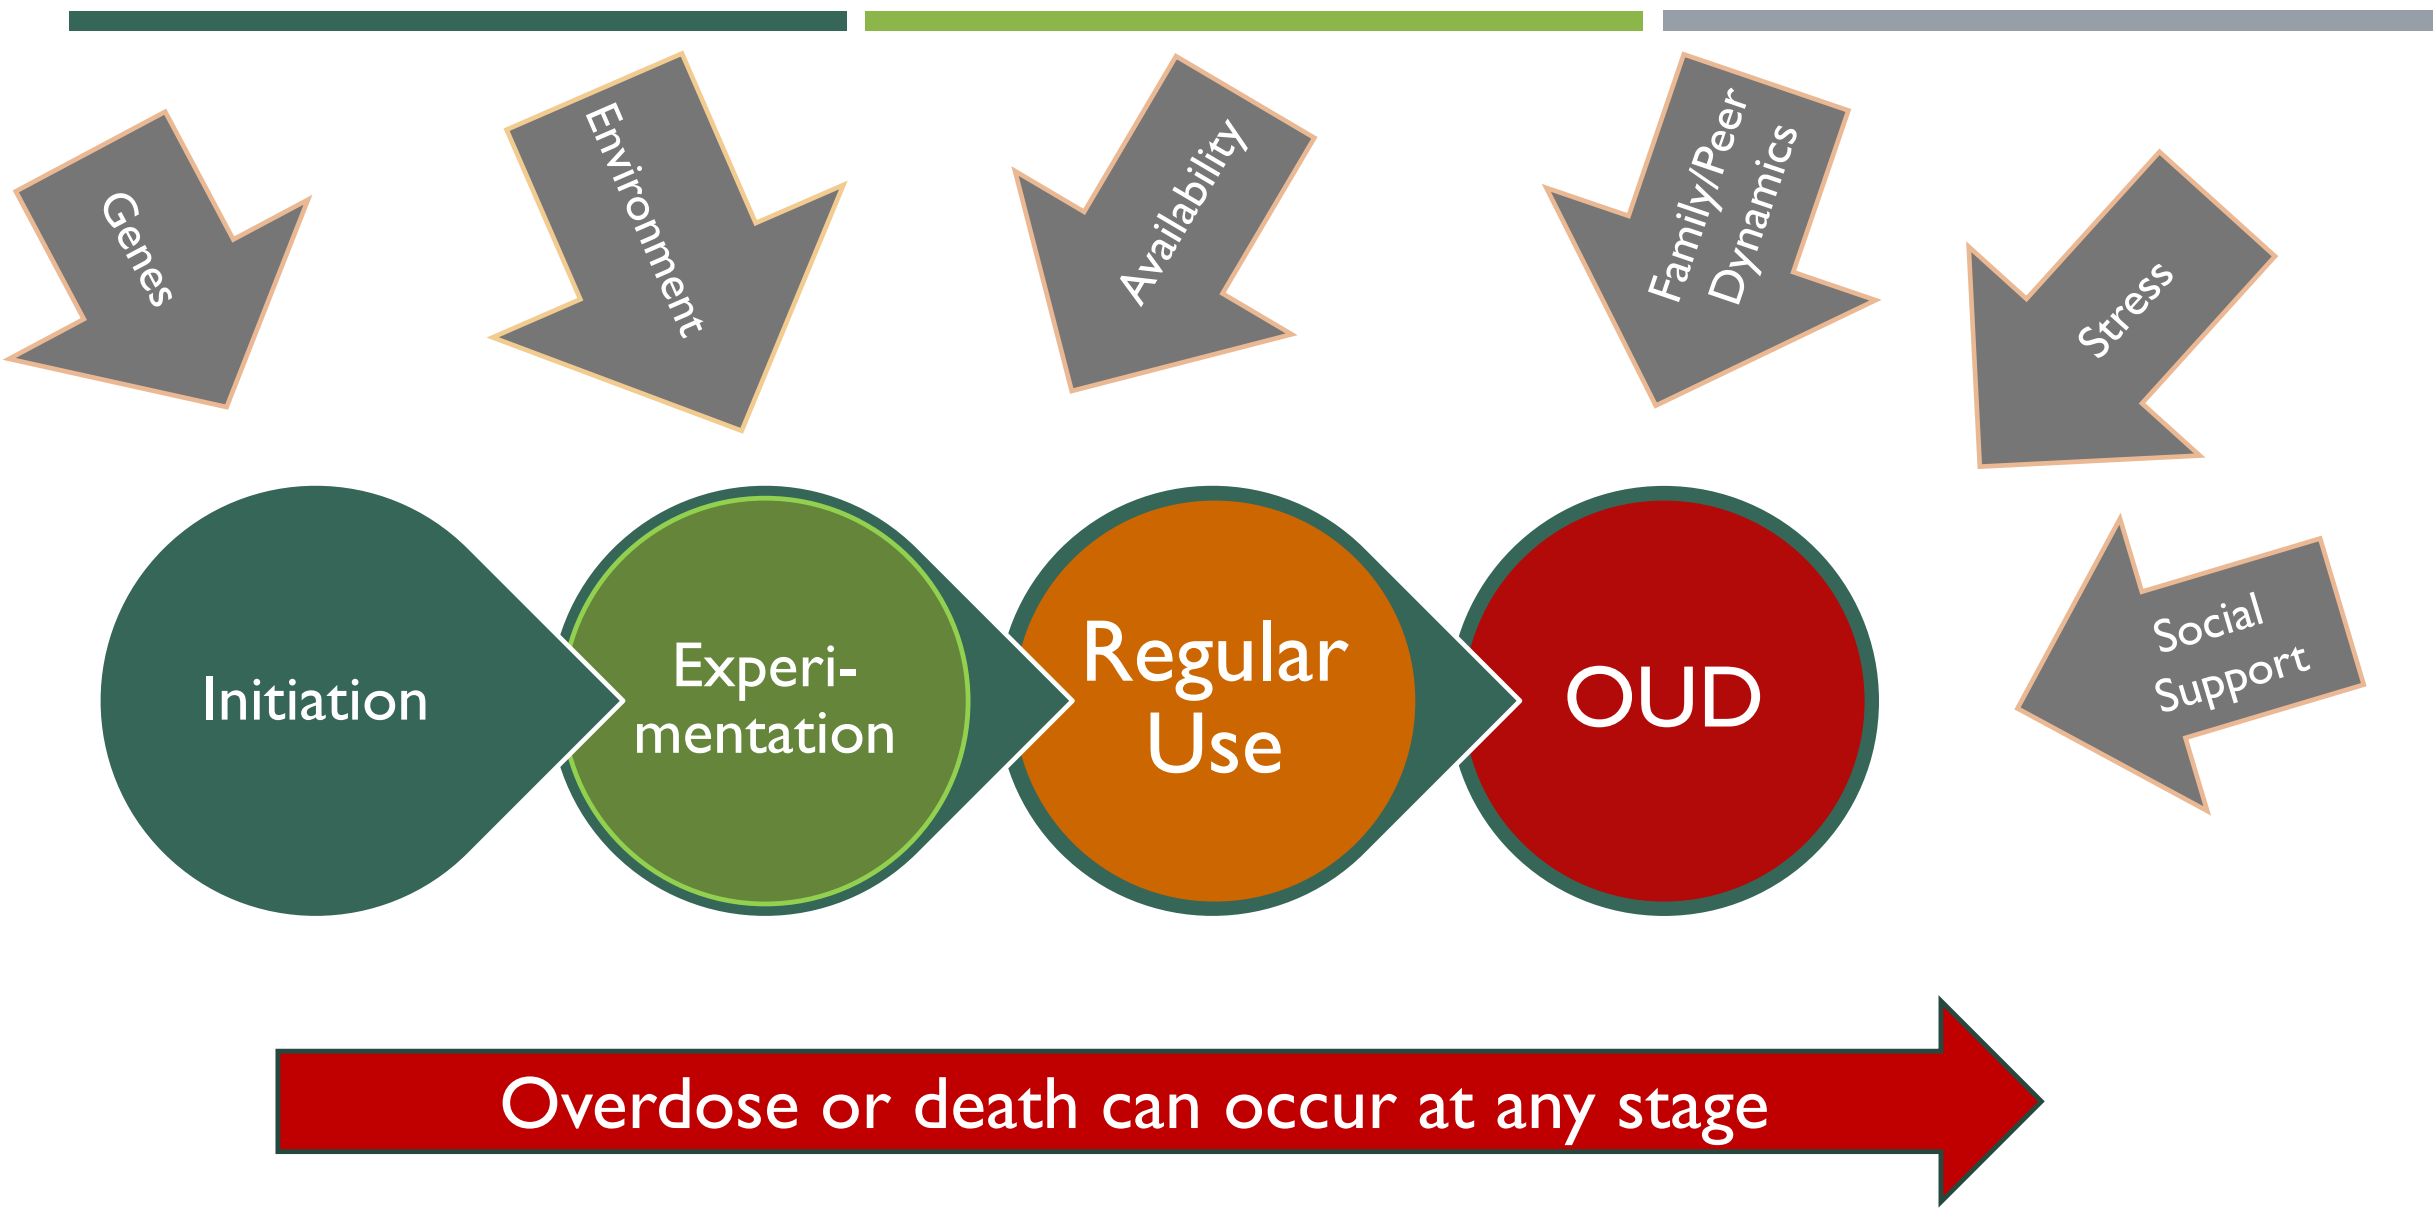 Genes
Environment
Availability
Family/Peer
Dynamics
Stress
Social
Support
Initiation
Experi-
mentation
Regular
Use
OUD
Overdose or death can occur at any stage